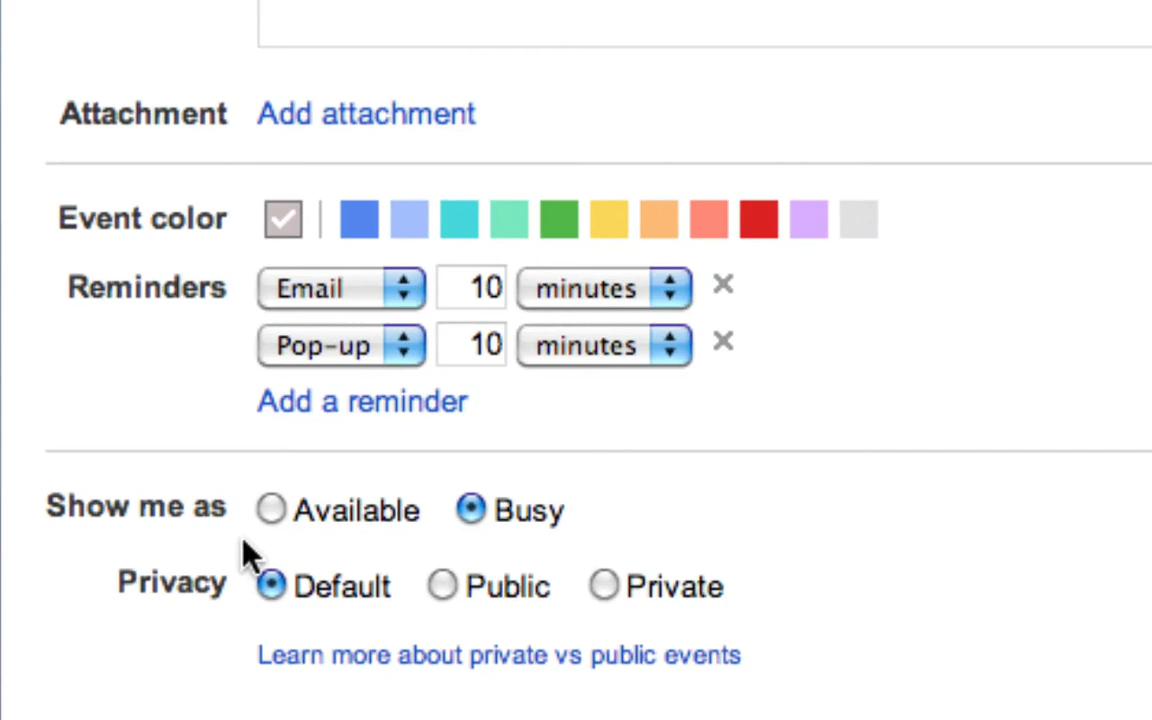 Attachment Add attachment
Event color
Reminders Email 10 minutes
Pop-up 10 minutes
Add a reminder
Show me as Available Busy
Privacy Default Public Private
Learn more about private vs public events